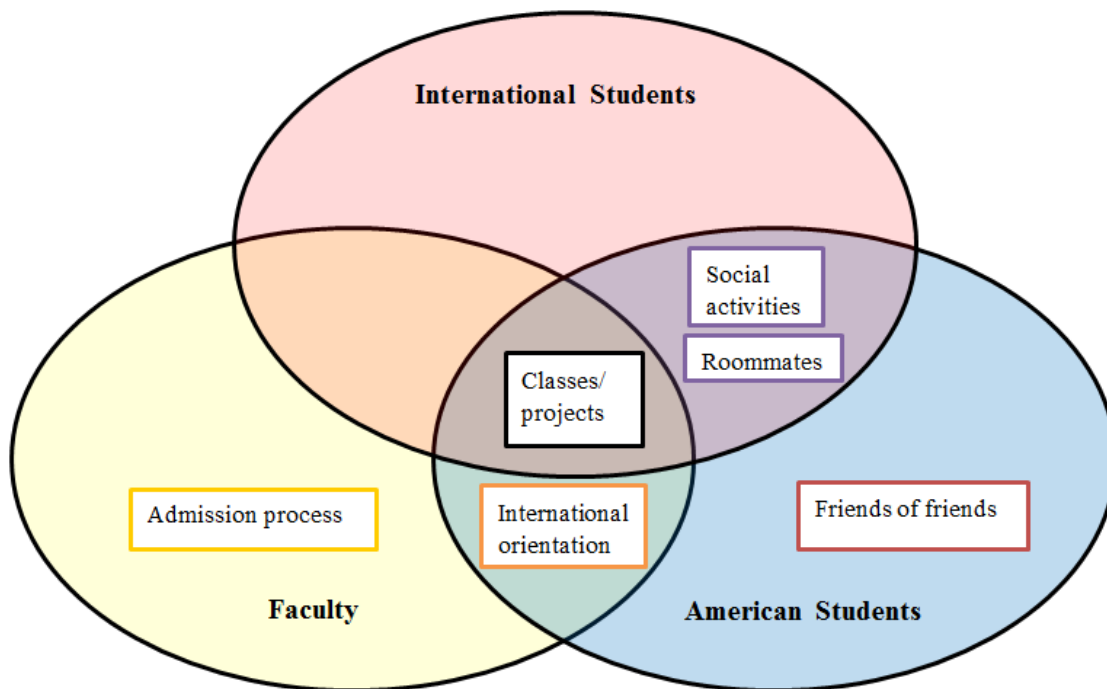 International Students
Social
activities
Roommates
Classes/
projects
Admission process
International
orientation
Friends of friends
Faculty
American Students